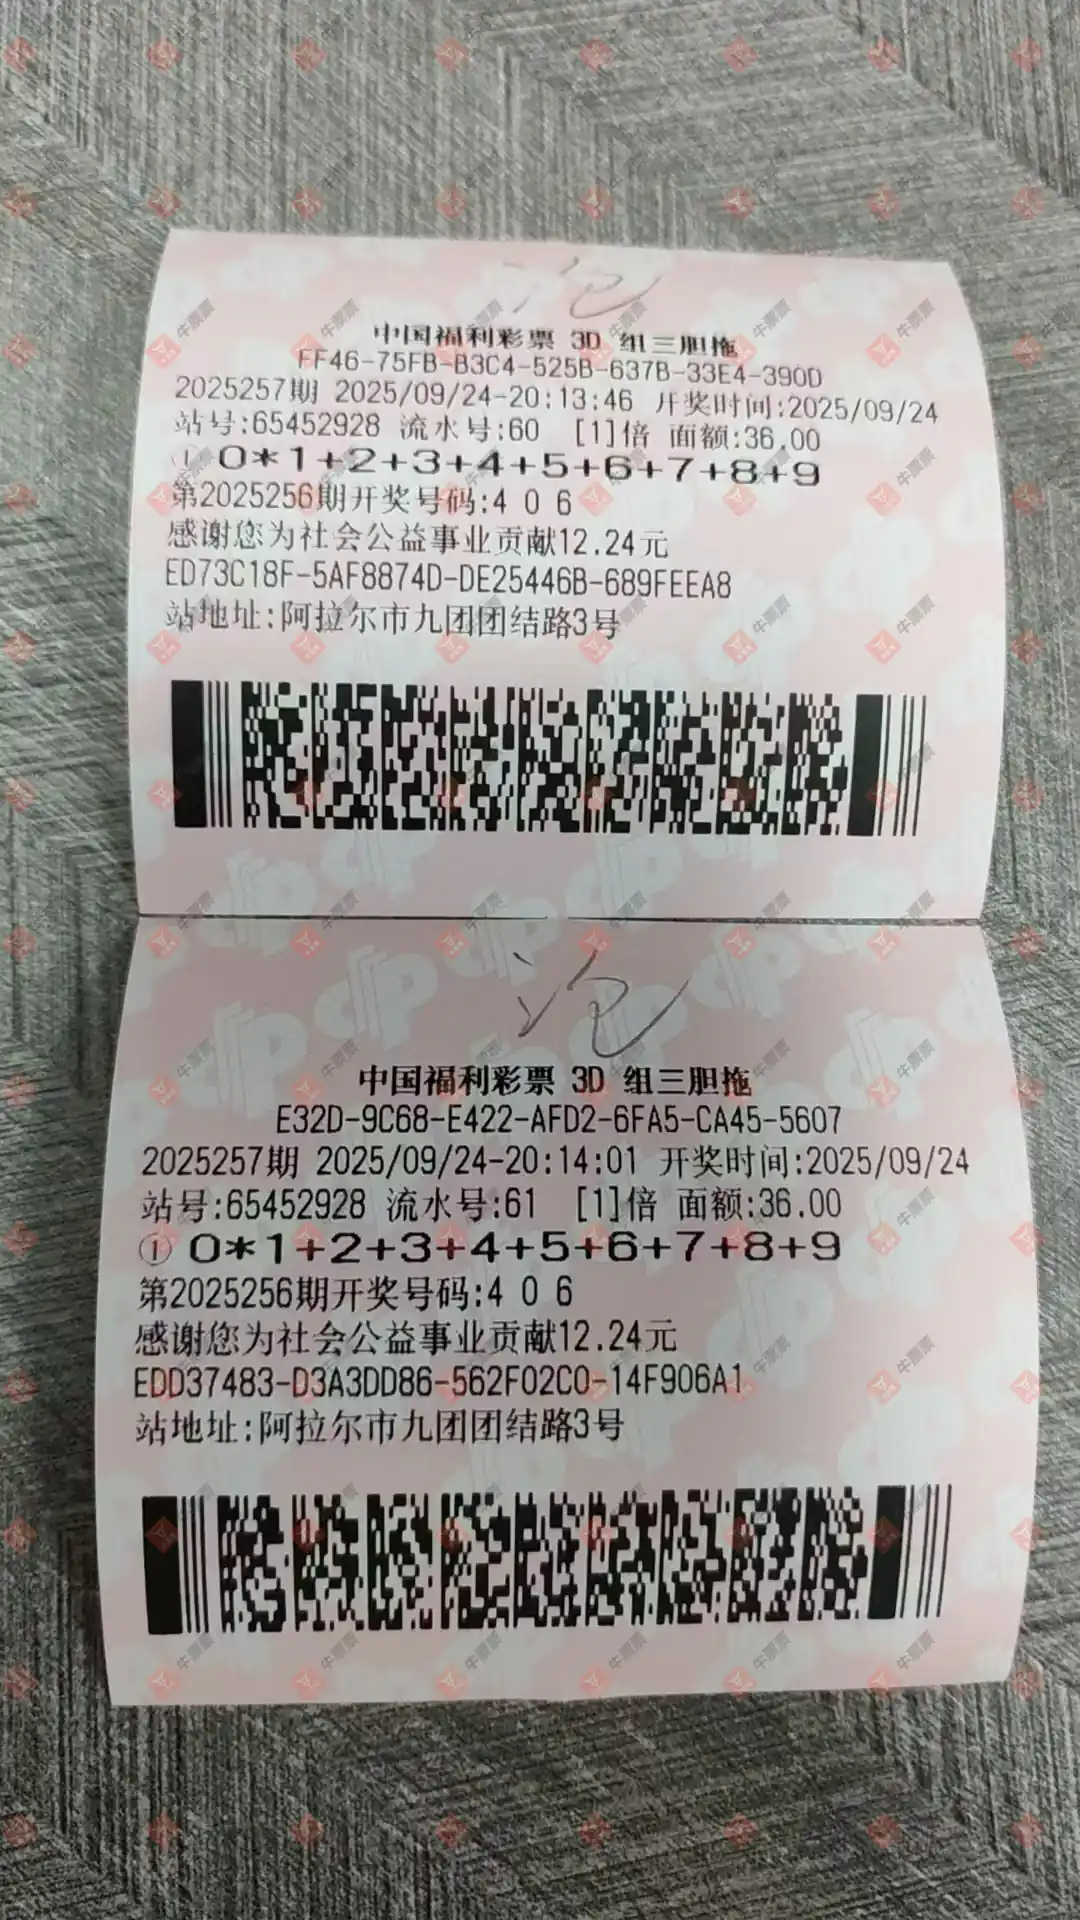 中国福利彩票 3D 组三胆拖
FF46-75FB-B3C4-525B-637B-33E4-390D
2025257期 2025/09/24-20:13:46 开奖时间:2025/09/24
站号:65452928 流水号:60 [1]倍 面额:36.00
① 0*1+2+3+4+5+6+7+8+9
第2025256期开奖号码:4 0 6
感谢您为社会公益事业贡献12.24元
ED73C18F-5AF8874D-DE25446B-689FEEA8
站地址:阿拉尔市九团团结路3号
中国福利彩票 3D 组三胆拖
E32D-9C68-E422-AFD2-6FA5-CA45-5607
2025257期 2025/09/24-20:14:01 开奖时间:2025/09/24
站号:65452928 流水号:61 [1]倍 面额:36.00
① 0*1+2+3+4+5+6+7+8+9
第2025256期开奖号码:4 0 6
感谢您为社会公益事业贡献12.24元
EDD37483-D3A3DD86-562F02C0-14F906A1
站地址:阿拉尔市九团团结路3号
牛票票